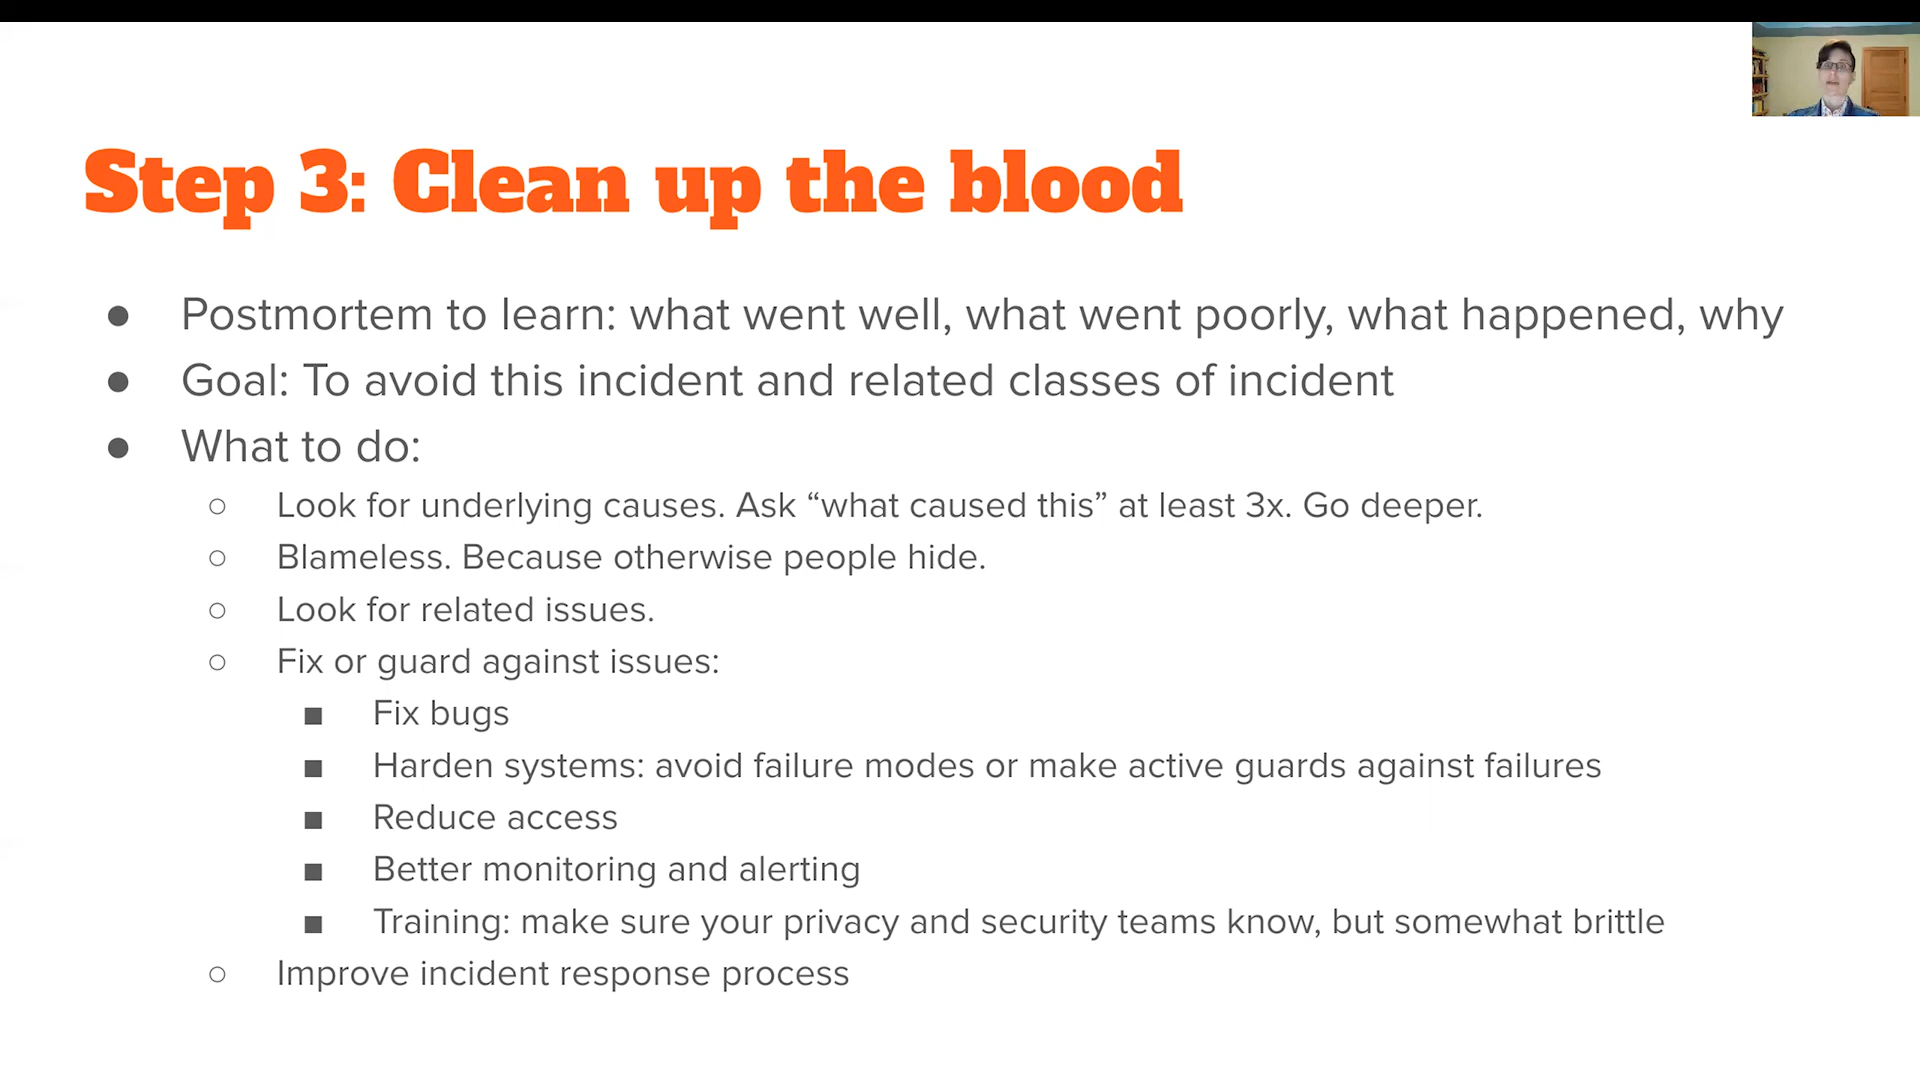 Step 3: Clean up the blood
● Postmortem to learn: what went well, what went poorly, what happened, why
● Goal: To avoid this incident and related classes of incident
● What to do:
○ Look for underlying causes. Ask “what caused this” at least 3x. Go deeper.
○ Blameless. Because otherwise people hide.
○ Look for related issues.
○ Fix or guard against issues:
■ Fix bugs
■ Harden systems: avoid failure modes or make active guards against failures
■ Reduce access
■ Better monitoring and alerting
■ Training: make sure your privacy and security teams know, but somewhat brittle
○ Improve incident response process